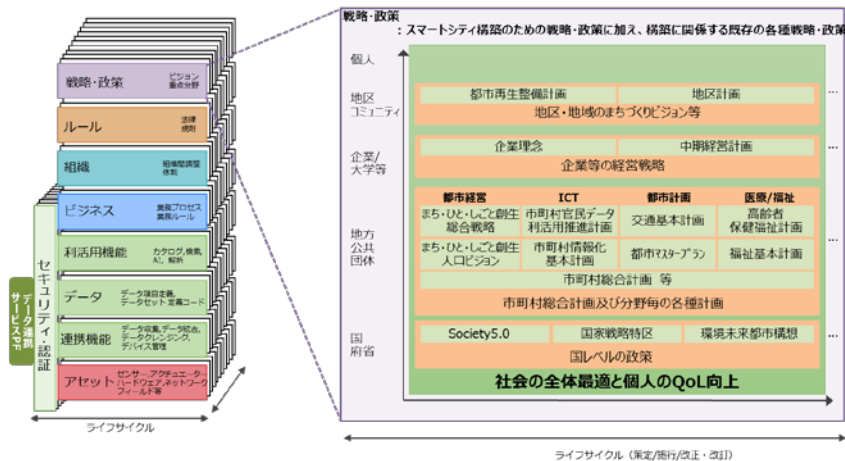 戦略・政策
ビジョン
重点分野
ルール
法律
規則
組織
組織間調整
体制
ビジネス
業務プロセス
業務ルール
利活用機能
カタログ,検索,
AI、解析
データ
データ項目定義,
データセット定義コード
連携機能
データ収集,データ統合,
データクレンジング,
デバイス管理
アセット
センサー,アクチュエーター
ハードウェア,ネットワーク
フィールド等
セキュリティ・認証
データ連携
サービスPF
ライフサイクル
戦略・政策
：スマートシティ構築のための戦略・政策に加え、構築に関係する既存の各種戦略・政策
個人
地区
コミュニティ
都市再生整備計画
地区計画
…
地区・地域のまちづくりビジョン等
企業/
大学等
企業理念
中期経営計画
…
企業等の経営戦略
地方
公共
団体
都市経営
ICT
都市計画
医療/福祉
まち・ひと・しごと創生
総合戦略
市町村官民データ
利活用推進計画
交通基本計画
高齢者
保健福祉計画
まち・ひと・しごと創生
人口ビジョン
市町村情報化
基本計画
都市マスタープラン
福祉基本計画
…
市町村総合計画 等
市町村総合計画及び分野毎の各種計画
国
府省
Society5.0
国家戦略特区
環境未来都市構想
…
国レベルの政策
社会の全体最適と個人のQoL向上
ライフサイクル（策定/施行/改正・改訂）